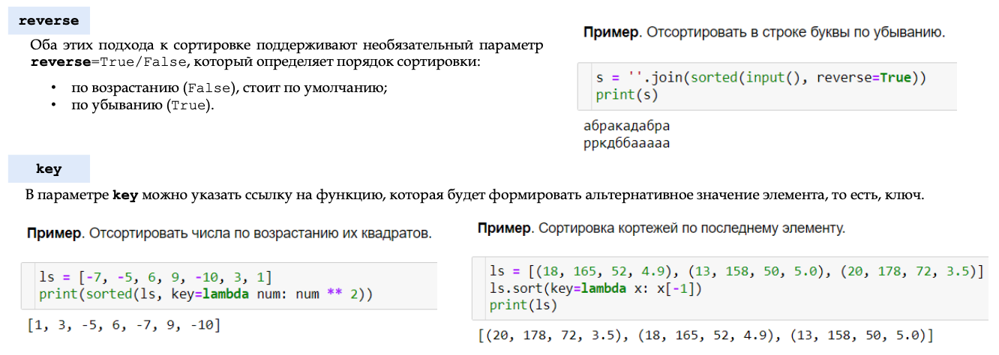 reverse
Оба этих подхода к сортировке поддерживают необязательный параметр
reverse=True/False, который определяет порядок сортировки:
• по возрастанию (False), стоит по умолчанию;
• по убыванию (True).
Пример. Отсортировать в строке буквы по убыванию.
s = ''.join(sorted(input(), reverse=True))
print(s)
абракадабра
рркдббааааа
key
В параметре key можно указать ссылку на функцию, которая будет формировать альтернативное значение элемента, то есть, ключ.
Пример. Отсортировать числа по возрастанию их квадратов.
ls = [-7, -5, 6, 9, -10, 3, 1]
print(sorted(ls, key=lambda num: num ** 2))
[1, 3, -5, 6, -7, 9, -10]
Пример. Сортировка кортежей по последнему элементу.
ls = [(18, 165, 52, 4.9), (13, 158, 50, 5.0), (20, 178, 72, 3.5)]
ls.sort(key=lambda x: x[-1])
print(ls)
[(20, 178, 72, 3.5), (18, 165, 52, 4.9), (13, 158, 50, 5.0)]